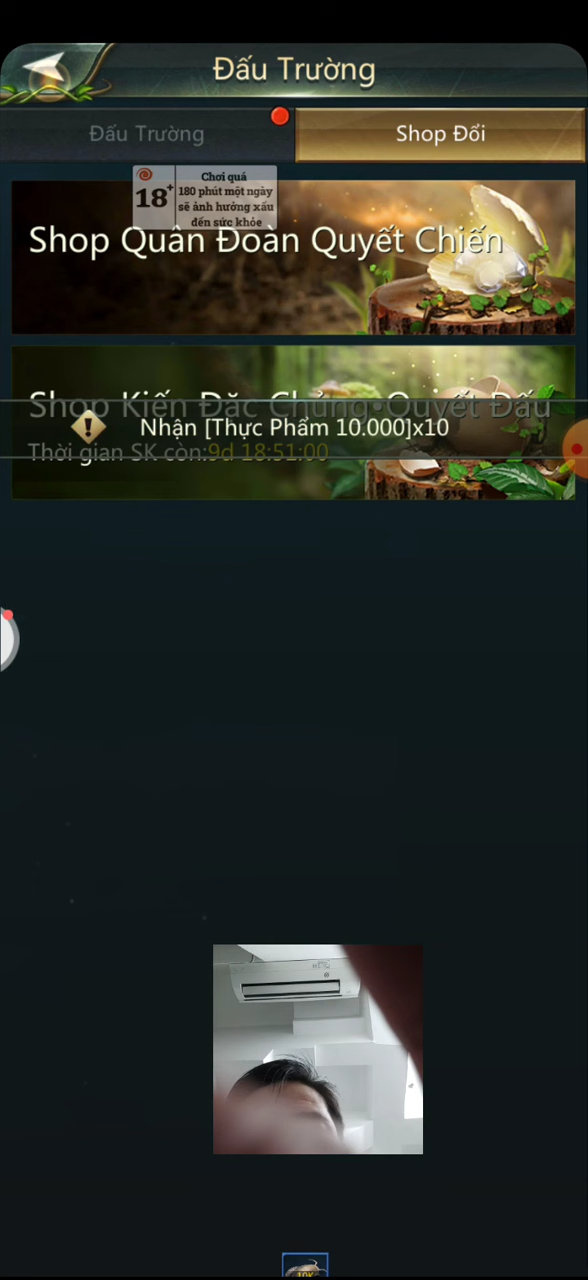 Đấu Trường
Đấu Trường
Shop Đổi
18+
Chơi quá
180 phút một ngày
sẽ ảnh hưởng xấu
đến sức khỏe
Shop Quân Đoàn Quyết Chiến
Shop Kiến Đặc Chủng•Quyết Đấu
Nhận [Thực Phẩm 10.000]x10
Thời gian SK còn:9d 18:51:00
10K